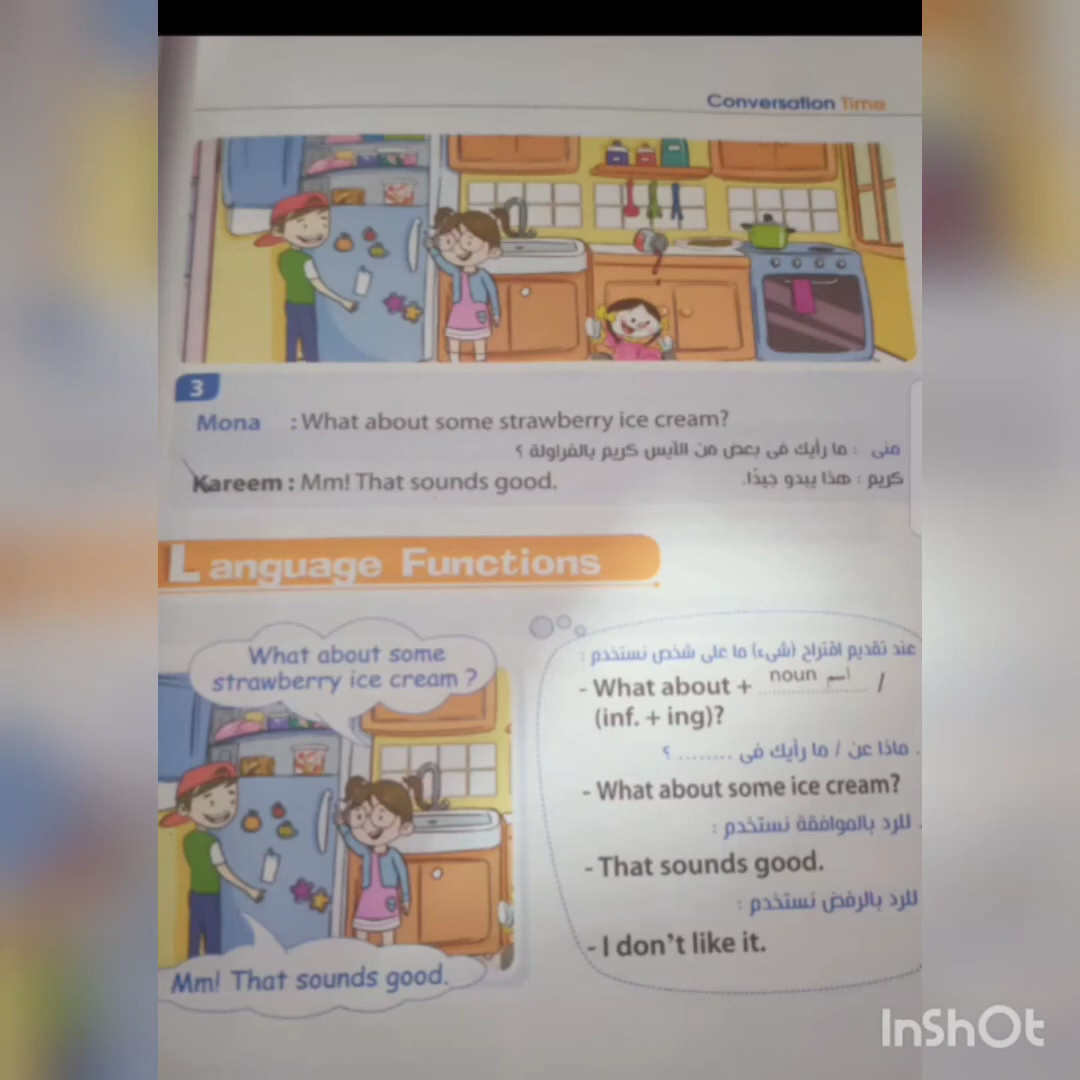 Conversation Time
3
Mona : What about some strawberry ice cream?
منى : ما رأيك فى بعض من الآيس كريم بالفراولة ؟
Kareem : Mm! That sounds good.
كريم : هذا يبدو جيدًا.
Language Functions
What about some
strawberry ice cream ?
Mm! That sounds good.
عند تقديم اقتراح (شىء) ما على شخص نستخدم :
- What about + noun اسم /
(inf. + ing)?
. ماذا عن / ما رأيك فى ........ ؟
- What about some ice cream?
. للرد بالموافقة نستخدم :
- That sounds good.
للرد بالرفض نستخدم :
- I don't like it.
InShOt